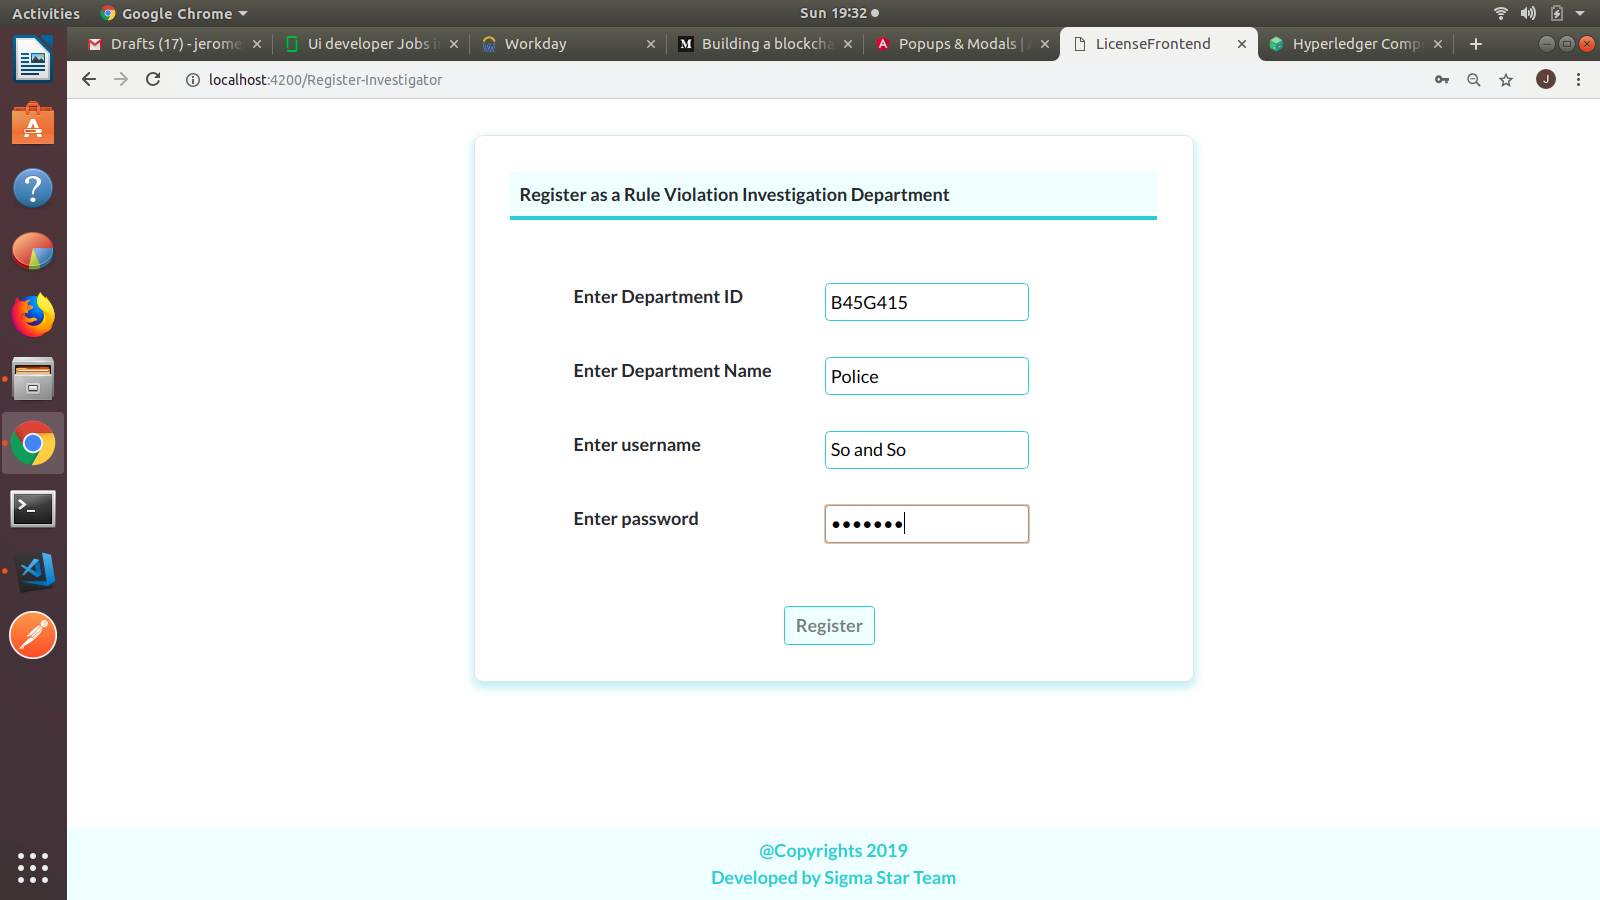 Activities
Google Chrome
Sun 19:32
Drafts (17) - jerome
Ui developer Jobs i
Workday
M
Building a blockcha
A
Popups & Modals |
LicenseFrontend
Hyperledger Comp
localhost:4200/Register-Investigator
J
Register as a Rule Violation Investigation Department
Enter Department ID
B45G415
Enter Department Name
Police
Enter username
So and So
Enter password
Register
@Copyrights 2019
Developed by Sigma Star Team